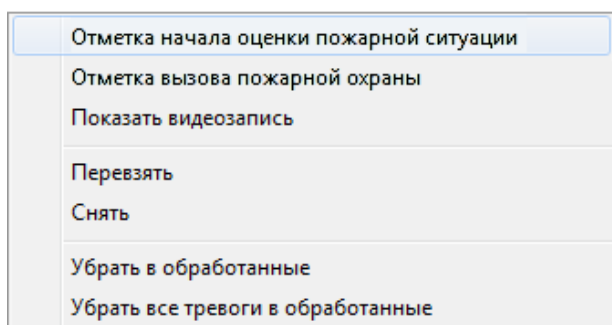 Отметка начала оценки пожарной ситуации
Отметка вызова пожарной охраны
Показать видеозапись
Перевзять
Снять
Убрать в обработанные
Убрать все тревоги в обработанные